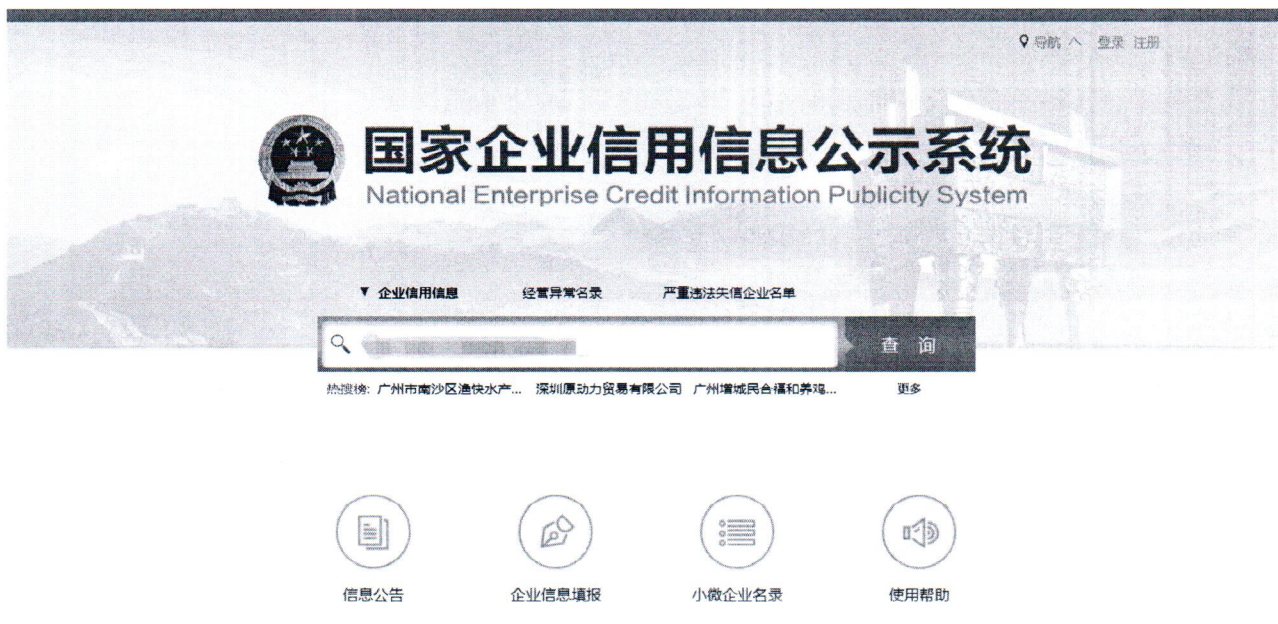 导航 登录 注册
国家企业信用信息公示系统
National Enterprise Credit Information Publicity System
企业信用信息 经营异常名录 严重违法失信企业名单
查 询
热搜榜: 广州市南沙区渔快水产... 深圳原动力贸易有限公司 广州增城民合福和养鸡... 更多
信息公告 企业信息填报 小微企业名录 使用帮助